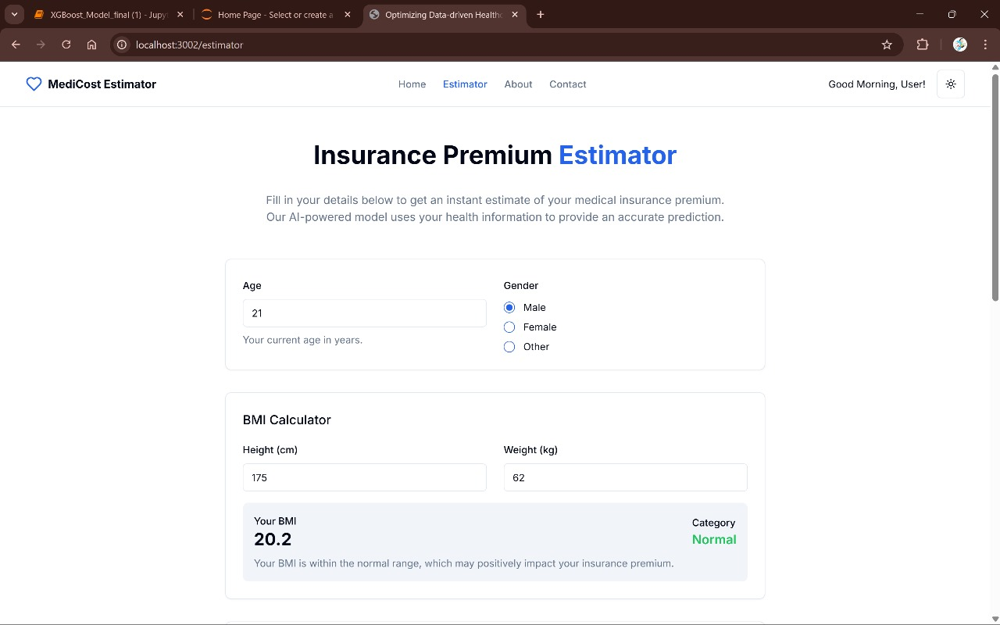 XGBoost_Model_final (1) - Jupyt
Home Page - Select or create a
Optimizing Data-driven Healthc
localhost:3002/estimator
MediCost Estimator
Home
Estimator
About
Contact
Good Morning, User!
Insurance Premium Estimator
Fill in your details below to get an instant estimate of your medical insurance premium.
Our AI-powered model uses your health information to provide an accurate prediction.
Age
21
Your current age in years.
Gender
Male
Female
Other
BMI Calculator
Height (cm)
175
Weight (kg)
62
Your BMI
20.2
Category
Normal
Your BMI is within the normal range, which may positively impact your insurance premium.